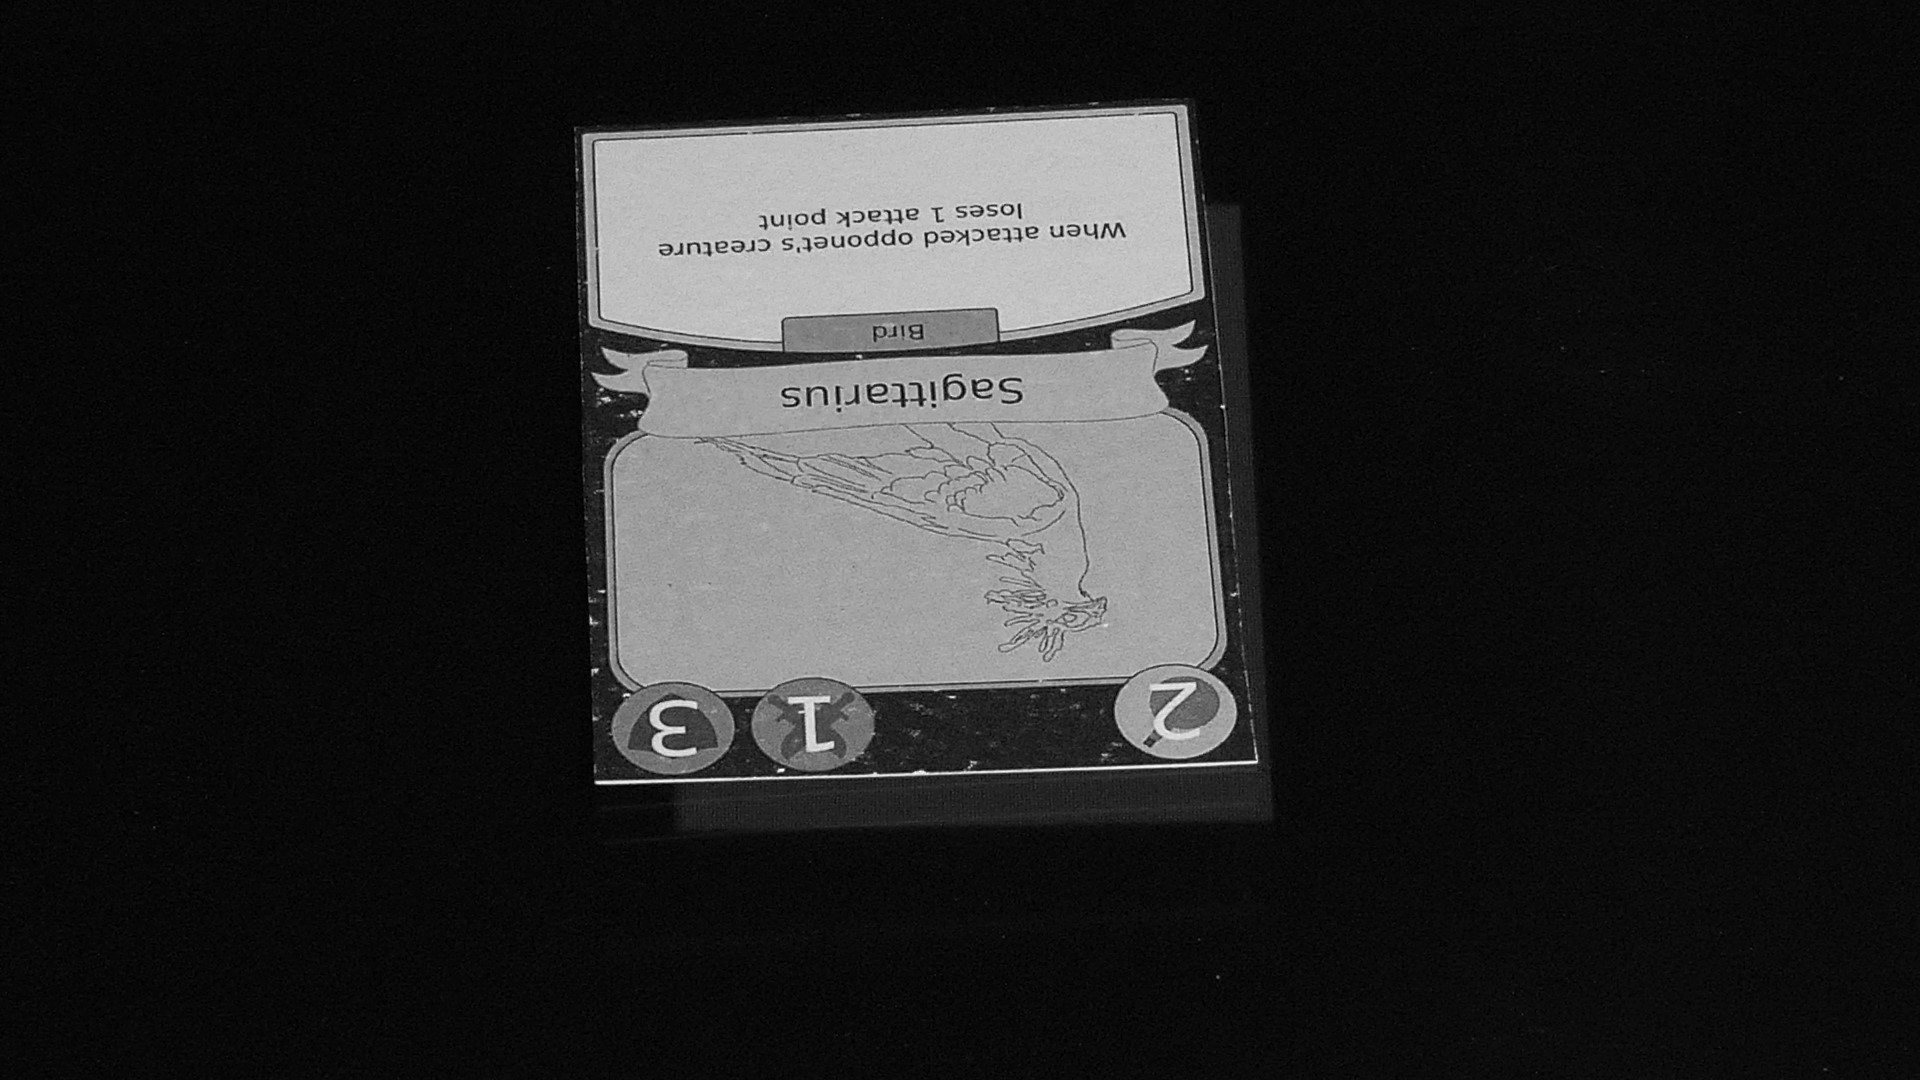 2 1 3
Sagittarius
Bird
When attacked opponet's creature
loses 1 attack point